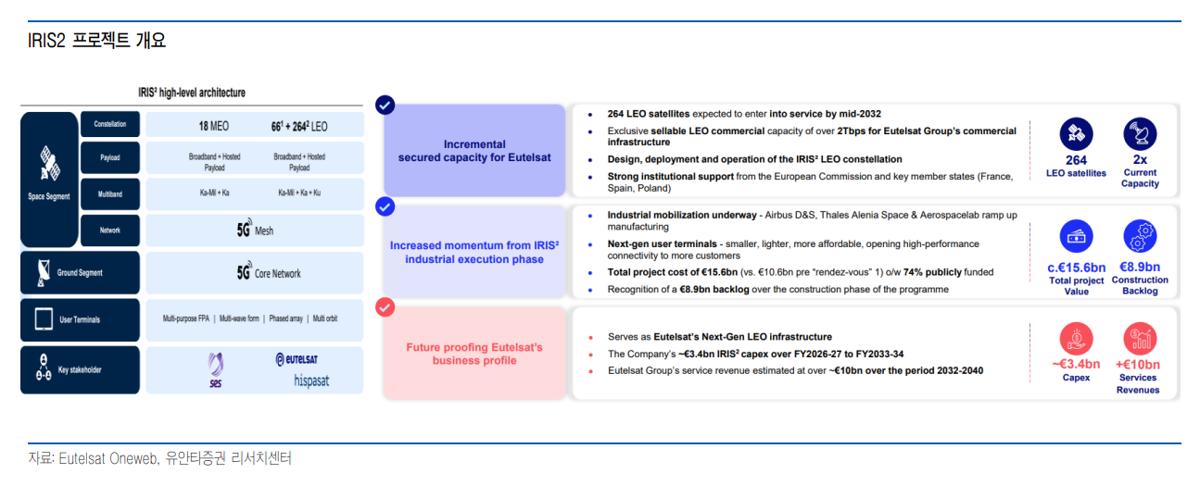 IRIS2 프로젝트 개요
IRIS² high-level architecture
Space Segment
Constellation
18 MEO
66¹ + 264² LEO
Payload
Broadband + Hosted
Payload
Broadband + Hosted
Payload
Multiband
Ka-Mil + Ka
Ka-Mil + Ka + Ku
Network
5G Mesh
Ground Segment
5G Core Network
User Terminals
Multi-purpose FPA | Multi-wave form | Phased array | Multi orbit
Key stakeholder
SES
EUTELSAT
hispasat
Incremental
secured capacity for Eutelsat
• 264 LEO satellites expected to enter into service by mid-2032
• Exclusive sellable LEO commercial capacity of over 2Tbps for Eutelsat Group's commercial
infrastructure
• Design, deployment and operation of the IRIS² LEO constellation
• Strong institutional support from the European Commission and key member states (France,
Spain, Poland)
264
LEO satellites
2x
Current
Capacity
Increased momentum from IRIS²
industrial execution phase
• Industrial mobilization underway - Airbus D&S, Thales Alenia Space & Aerospacelab ramp up
manufacturing
• Next-gen user terminals - smaller, lighter, more affordable, opening high-performance
connectivity to more customers
• Total project cost of €15.6bn (vs. €10.6bn pre "rendez-vous" 1) o/w 74% publicly funded
• Recognition of a €8.9bn backlog over the construction phase of the programme
c.€15.6bn
Total project
Value
€8.9bn
Construction
Backlog
Future proofing Eutelsat's
business profile
• Serves as Eutelsat's Next-Gen LEO infrastructure
• The Company's ~€3.4bn IRIS² capex over FY2026-27 to FY2033-34
• Eutelsat Group's service revenue estimated at over ~€10bn over the period 2032-2040
~€3.4bn
Capex
+€10bn
Services
Revenues
자료: Eutelsat Oneweb, 유안타증권 리서치센터